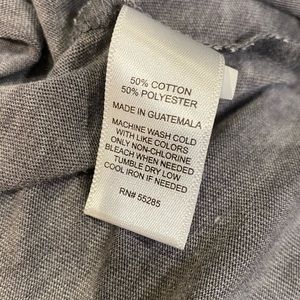 50% COTTON
50% POLYESTER
MADE IN GUATEMALA
MACHINE WASH COLD
WITH LIKE COLORS
ONLY NON-CHLORINE
BLEACH WHEN NEEDED
TUMBLE DRY LOW
COOL IRON IF NEEDED
RN# 55285